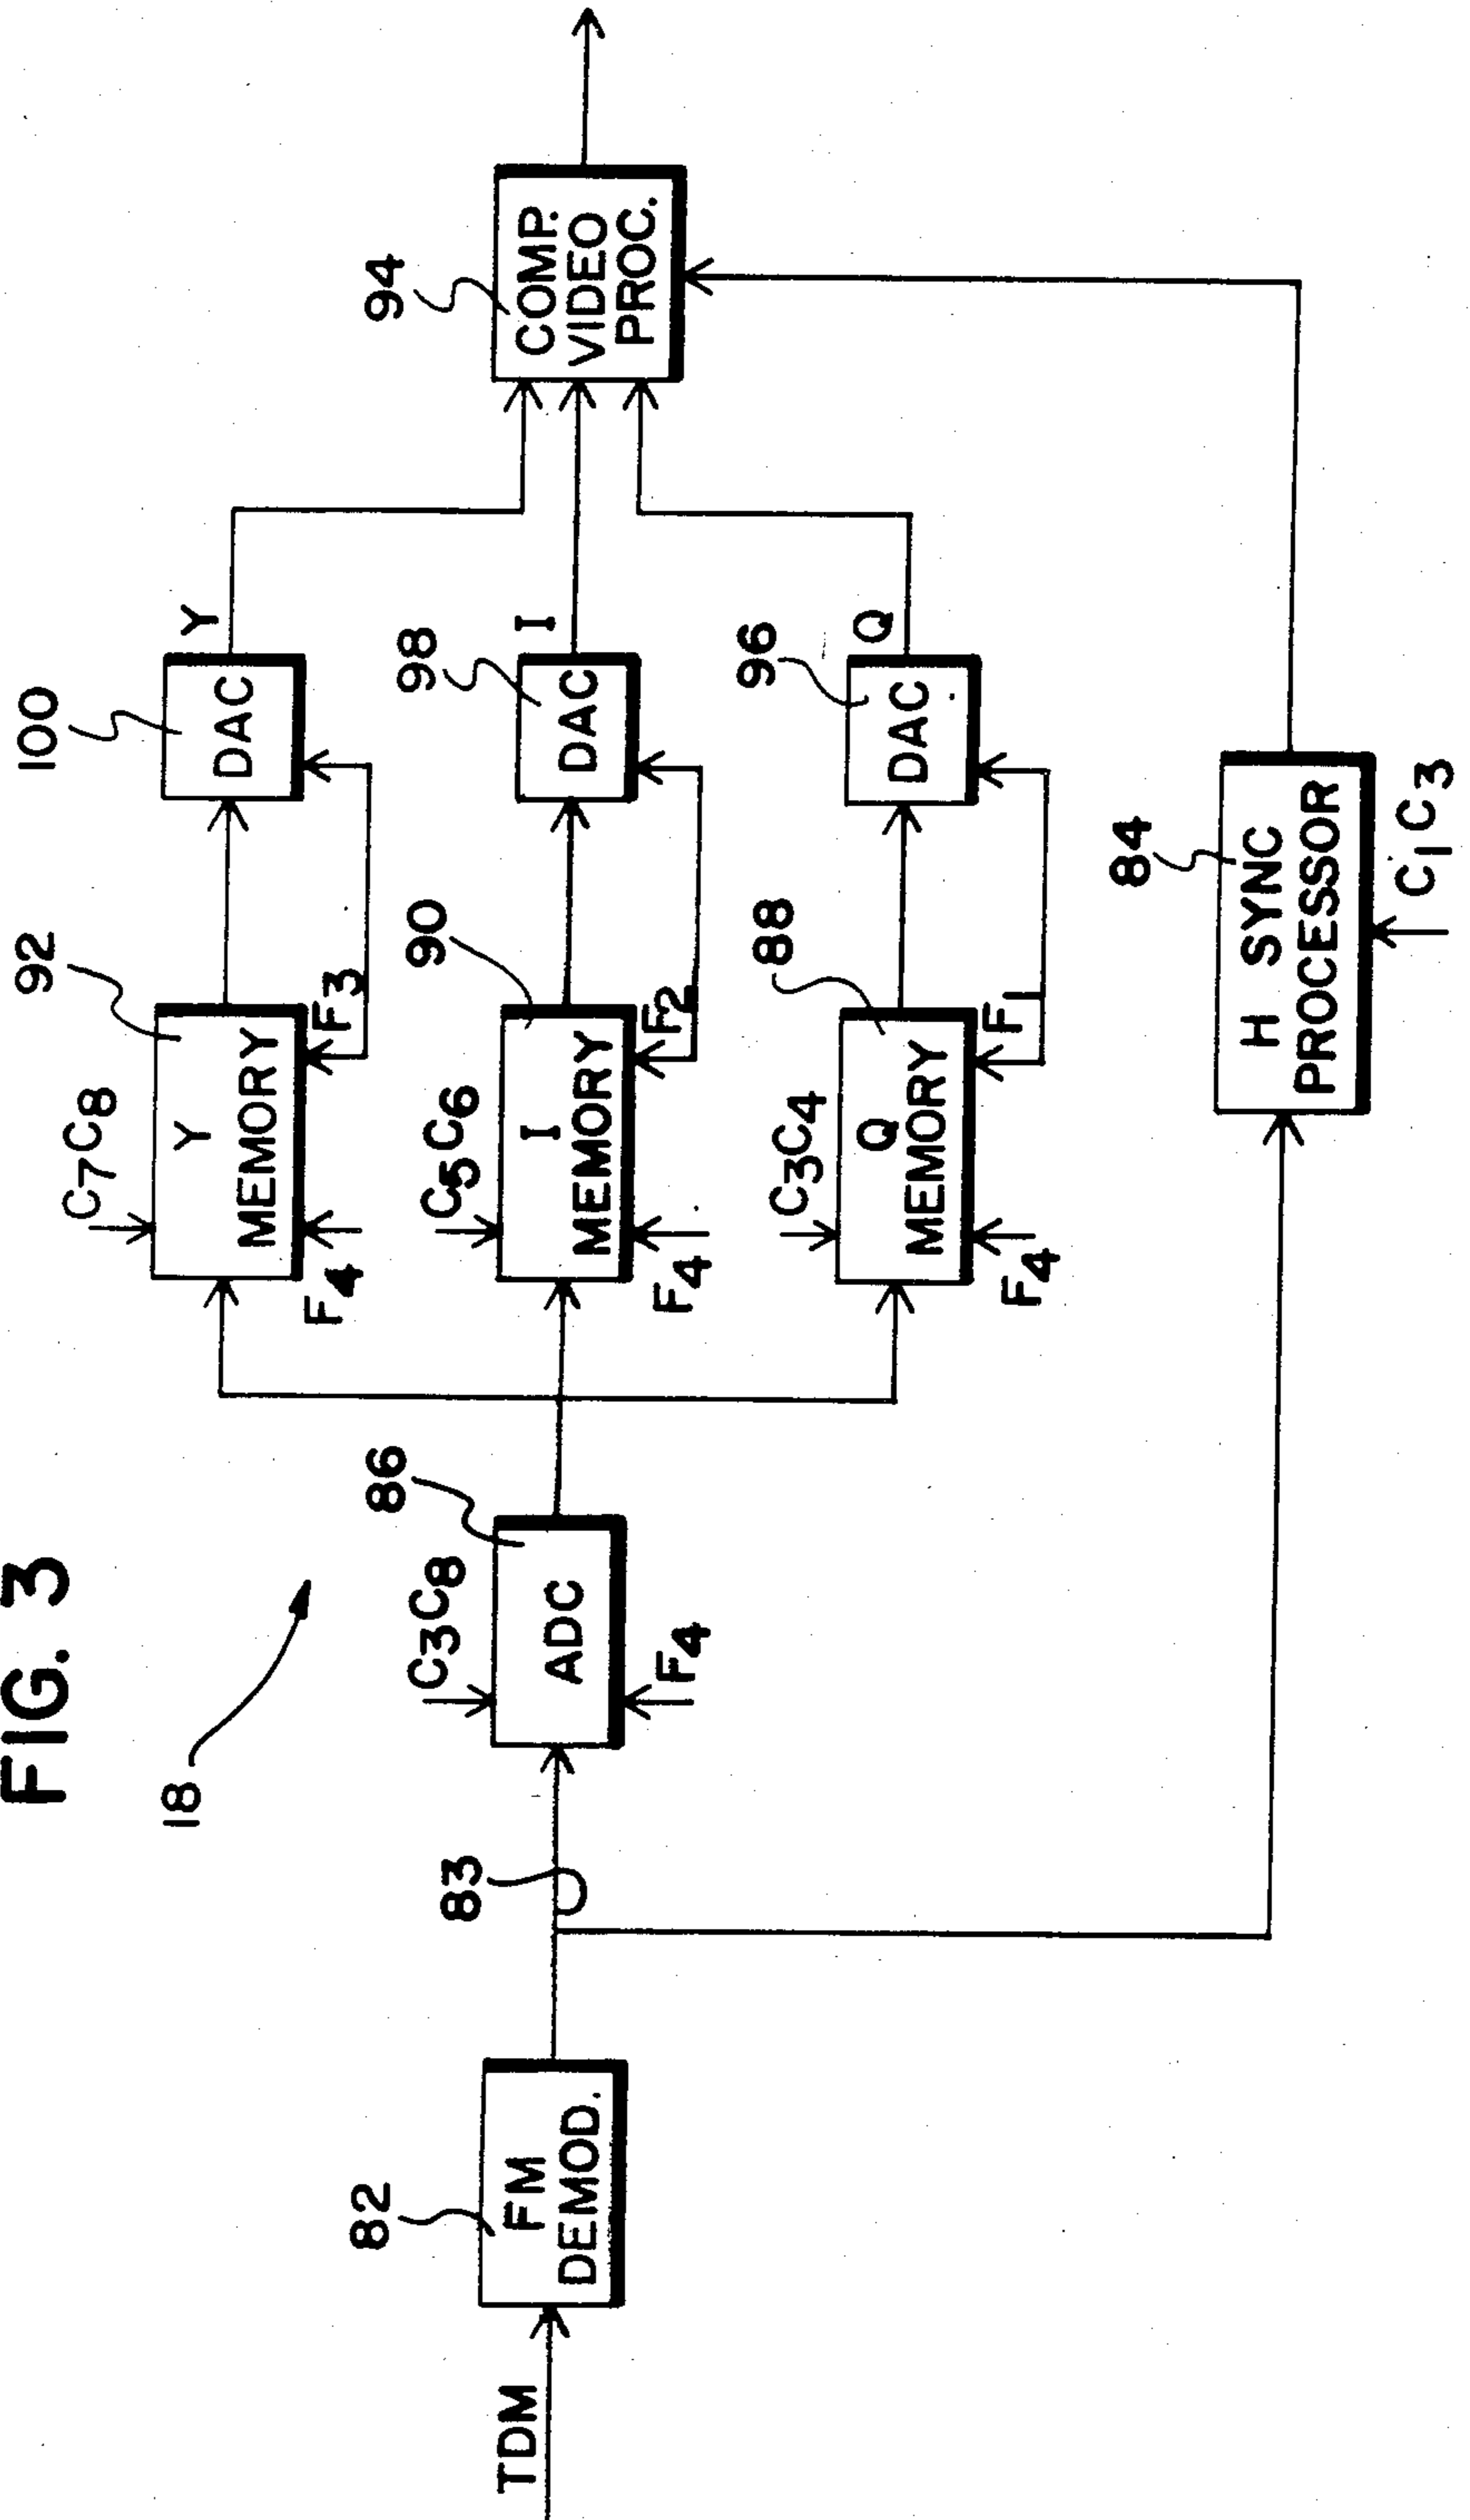 FIG. 3
18
TDM
82
FM
DEMOD.
83
C3C8
86
ADC
F4
C7C8
92
Y
MEMORY
F4
F3
100
DAC
Y
C5C6
90
I
MEMORY
F4
F2
98
DAC
I
C3C4
88
Q
MEMORY
F4
F1
96
DAC
Q
94
COMP.
VIDEO
PROC.
84
H SYNC
PROCESSOR
C1C3